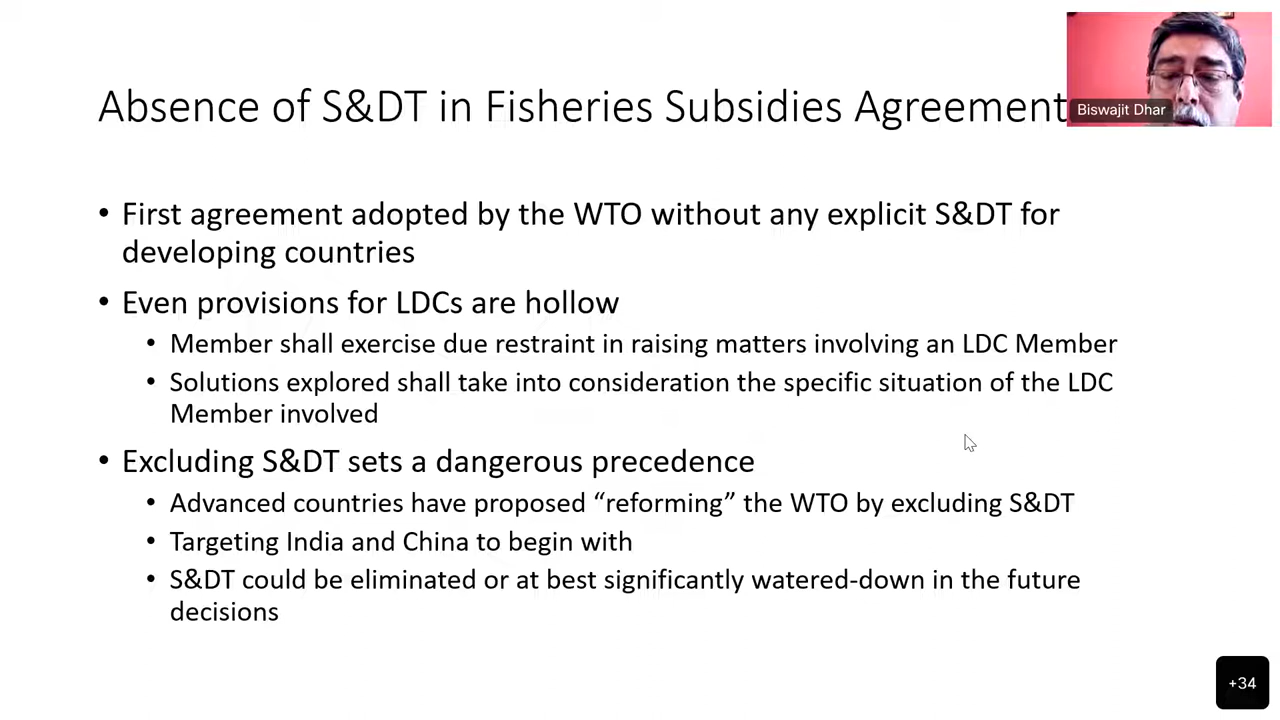 Absence of S&DT in Fisheries Subsidies Agreement
Biswajit Dhar
• First agreement adopted by the WTO without any explicit S&DT for
developing countries
• Even provisions for LDCs are hollow
• Member shall exercise due restraint in raising matters involving an LDC Member
• Solutions explored shall take into consideration the specific situation of the LDC
Member involved
• Excluding S&DT sets a dangerous precedence
• Advanced countries have proposed “reforming” the WTO by excluding S&DT
• Targeting India and China to begin with
• S&DT could be eliminated or at best significantly watered-down in the future
decisions
+34